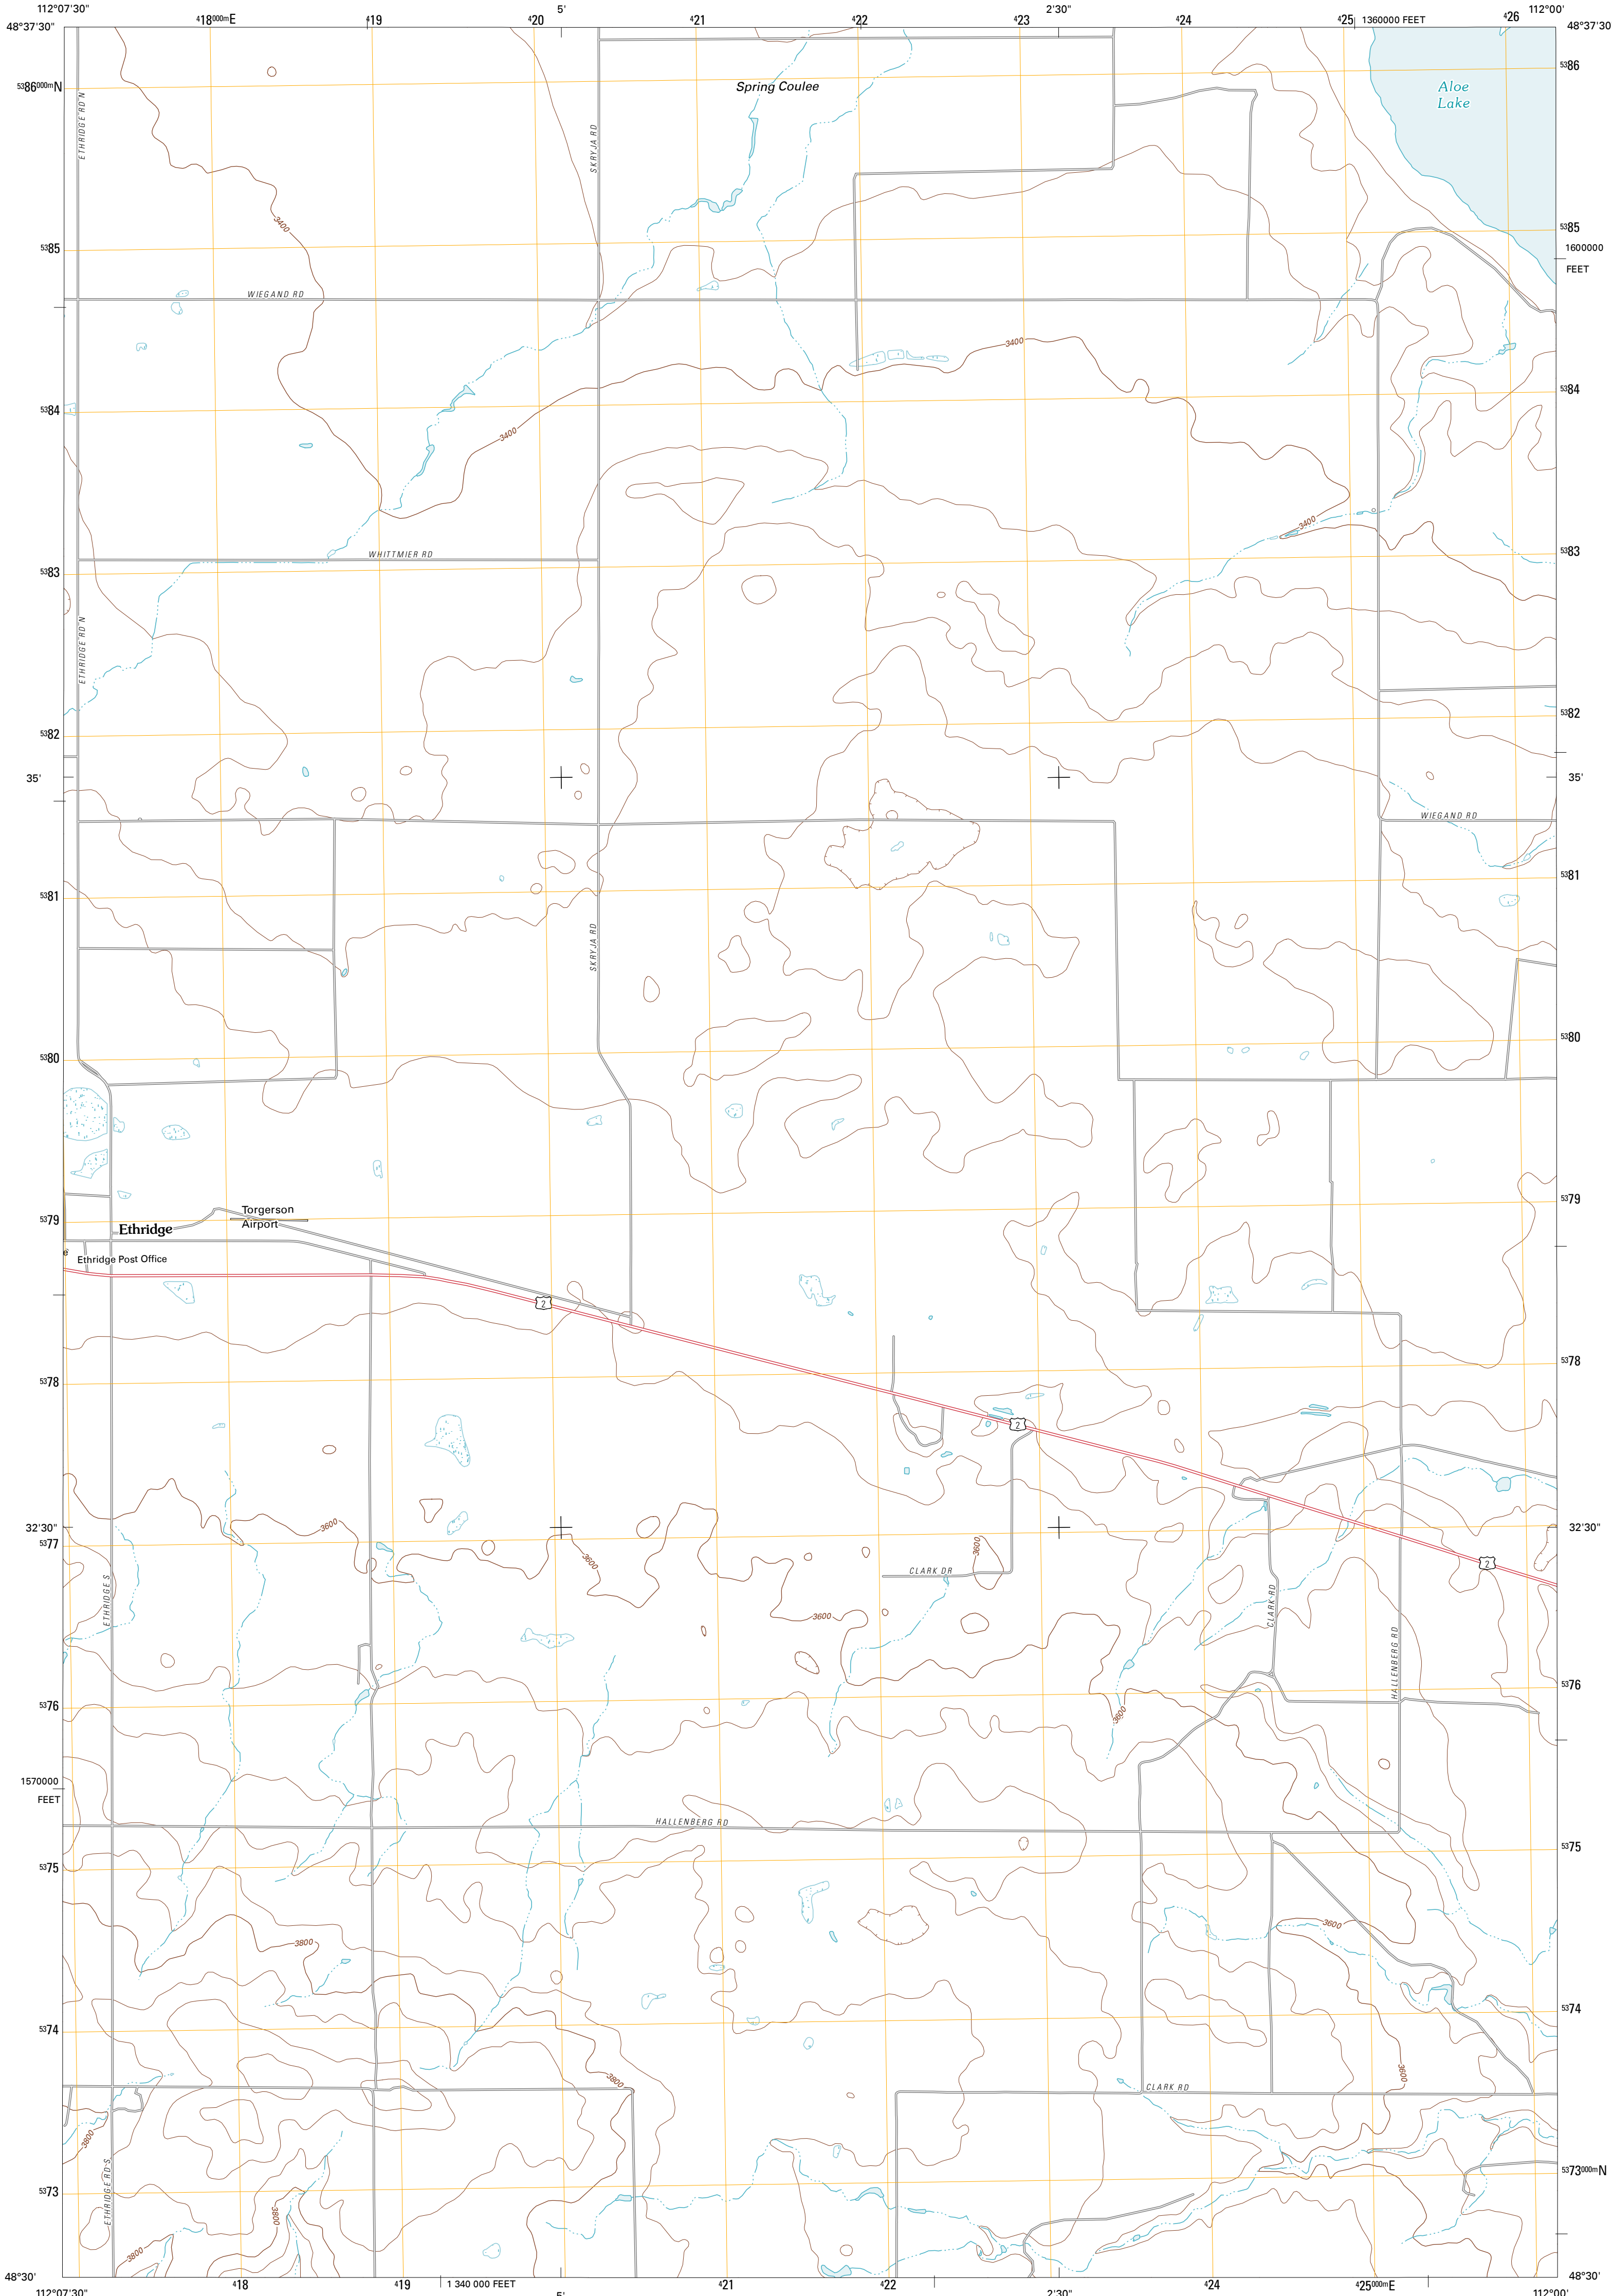 112°07'30" 418000mE 419 420 5' 421 422 423 2'30" 424 425 1360000 FEET 426 112°00'
48°37'30" 48°37'30
5386000mN 5386
Spring Coulee
Aloe
Lake
ETHRIDGE RD N
SKRYJA RD
3400
5385 5385
1600000
FEET
WIEGAND RD
3400
5384 5384
3400
3400
WHITTMIER RD
5383 5383
ETHRIDGE RD N
5382 5382
35' 35'
WIEGAND RD
5381 5381
SKRYJA RD
5380 5380
5379 5379
Torgerson
Airport
Ethridge
Ethridge Post Office
2
5378 5378
2
3600
3600
3600
32'30" 32'30"
5377
2
CLARK DR
ETHRIDGE S
3600
CLARK RD
HALLENBERG RD
5376 5376
3600
1570000
FEET
HALLENBERG RD
5375 5375
3600
3800
5374 5374
3800
3600
CLARK RD
3800
ETHRIDGE RD S
5373 5373000mN
3800
3800
48°30' 48°30'
112°07'30" 418 419 1 340 000 FEET 5' 421 422 2'30" 424 425000mE 112°00'